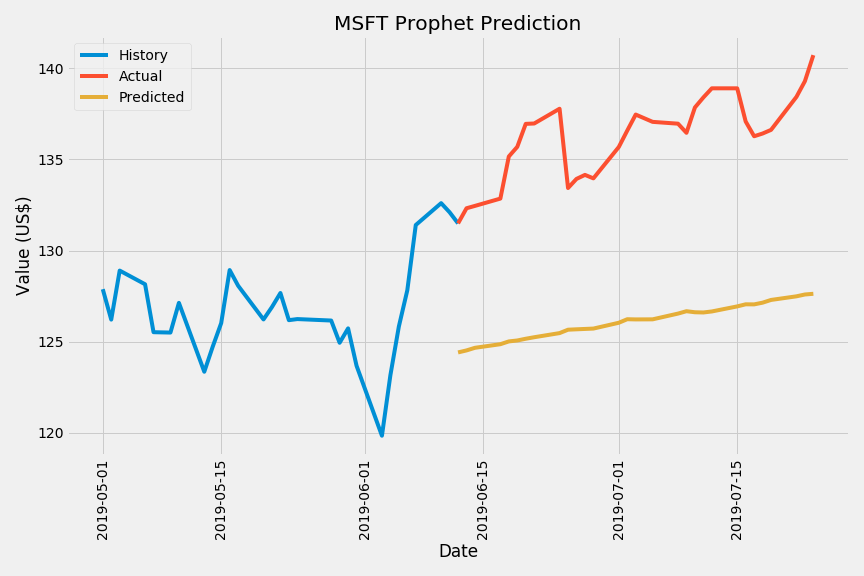 MSFT Prophet Prediction
History
Actual
Predicted
140
135
130
125
120
Value (US$)
2019-05-01
2019-05-15
2019-06-01
2019-06-15
2019-07-01
2019-07-15
Date